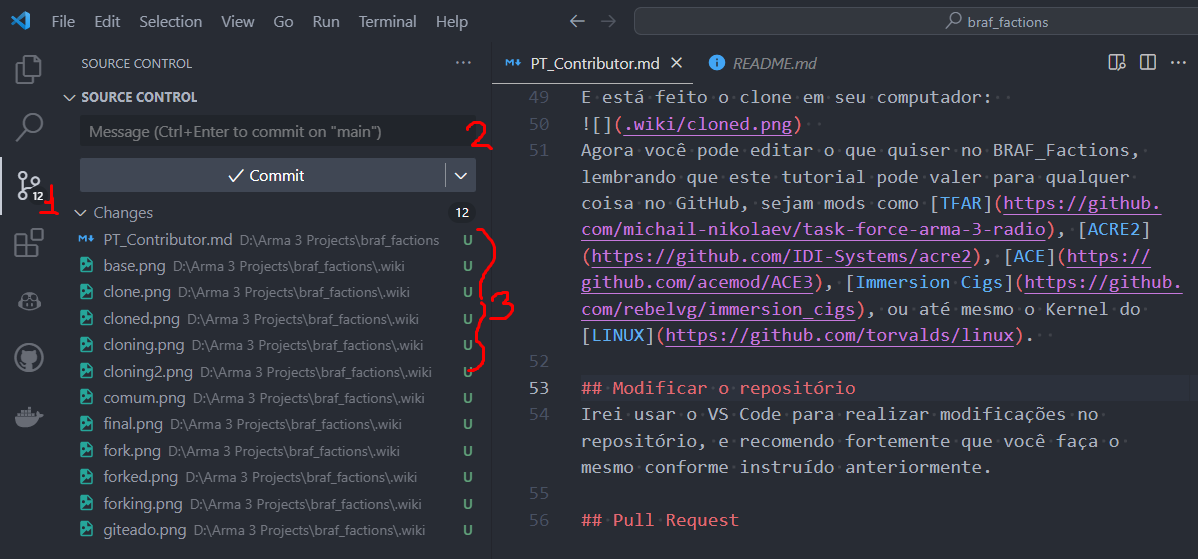 File Edit Selection View Go Run Terminal Help
braf_factions
SOURCE CONTROL
SOURCE CONTROL
Message (Ctrl+Enter to commit on "main")
2
Commit
12
1
Changes 12
PT_Contributor.md D:\Arma 3 Projects\braf_factions U
base.png D:\Arma 3 Projects\braf_factions\.wiki U
clone.png D:\Arma 3 Projects\braf_factions\.wiki U
cloned.png D:\Arma 3 Projects\braf_factions\.wiki U
3
cloning.png D:\Arma 3 Projects\braf_factions\.wiki U
cloning2.png D:\Arma 3 Projects\braf_factions\.wiki U
comum.png D:\Arma 3 Projects\braf_factions\.wiki U
final.png D:\Arma 3 Projects\braf_factions\.wiki U
fork.png D:\Arma 3 Projects\braf_factions\.wiki U
forked.png D:\Arma 3 Projects\braf_factions\.wiki U
forking.png D:\Arma 3 Projects\braf_factions\.wiki U
giteado.png D:\Arma 3 Projects\braf_factions\.wiki U
PT_Contributor.md README.md
49 E está feito o clone em seu computador:
50 ![](.wiki/cloned.png)
51 Agora você pode editar o que quiser no BRAF_Factions,
lembrando que este tutorial pode valer para qualquer
coisa no GitHub, sejam mods como [TFAR](https://github.
com/michail-nikolaev/task-force-arma-3-radio), [ACRE2]
(https://github.com/IDI-Systems/acre2), [ACE](https://
github.com/acemod/ACE3), [Immersion Cigs](https://github.
com/rebelvg/immersion_cigs), ou até mesmo o Kernel do
[LINUX](https://github.com/torvalds/linux).
52
53 ## Modificar o repositório
54 Irei usar o VS Code para realizar modificações no
repositório, e recomendo fortemente que você faça o
mesmo conforme instruído anteriormente.
55
56 ## Pull Request